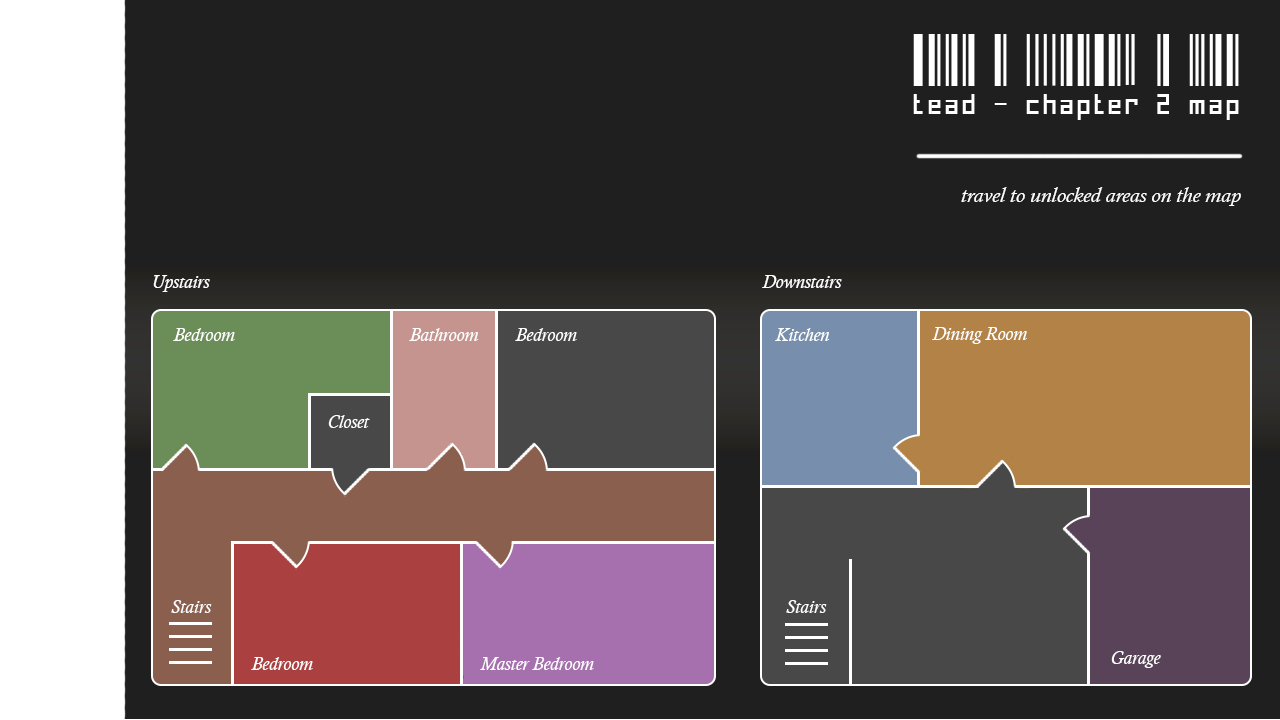 tead - chapter 2 map
travel to unlocked areas on the map
Upstairs
Bedroom
Bathroom
Bedroom
Closet
Stairs
Bedroom
Master Bedroom
Downstairs
Kitchen
Dining Room
Stairs
Garage